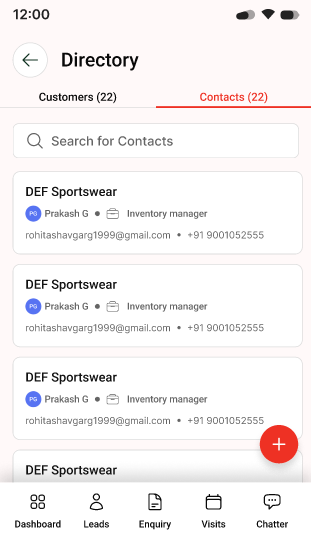 12:00
Directory
Customers (22) Contacts (22)
Search for Contacts
DEF Sportswear
PG Prakash G • Inventory manager
rohitashavgarg1999@gmail.com • +91 9001052555
DEF Sportswear
PG Prakash G • Inventory manager
rohitashavgarg1999@gmail.com • +91 9001052555
DEF Sportswear
PG Prakash G • Inventory manager
rohitashavgarg1999@gmail.com • +91 9001052555
DEF Sportswear
Dashboard Leads Enquiry Visits Chatter